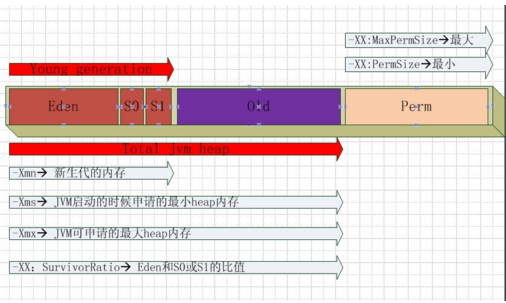 -XX:MaxPermSize→最大
-XX:PermSize→最小
Young generation
Eden S0 S1 Old Perm
Total jvm heap
-Xmn→ 新生代的内存
-Xms→ JVM启动的时候申请的最小heap内存
-Xmx→ JVM可申请的最大heap内存
-XX: SurvivorRatio→ Eden和S0或S1的比值